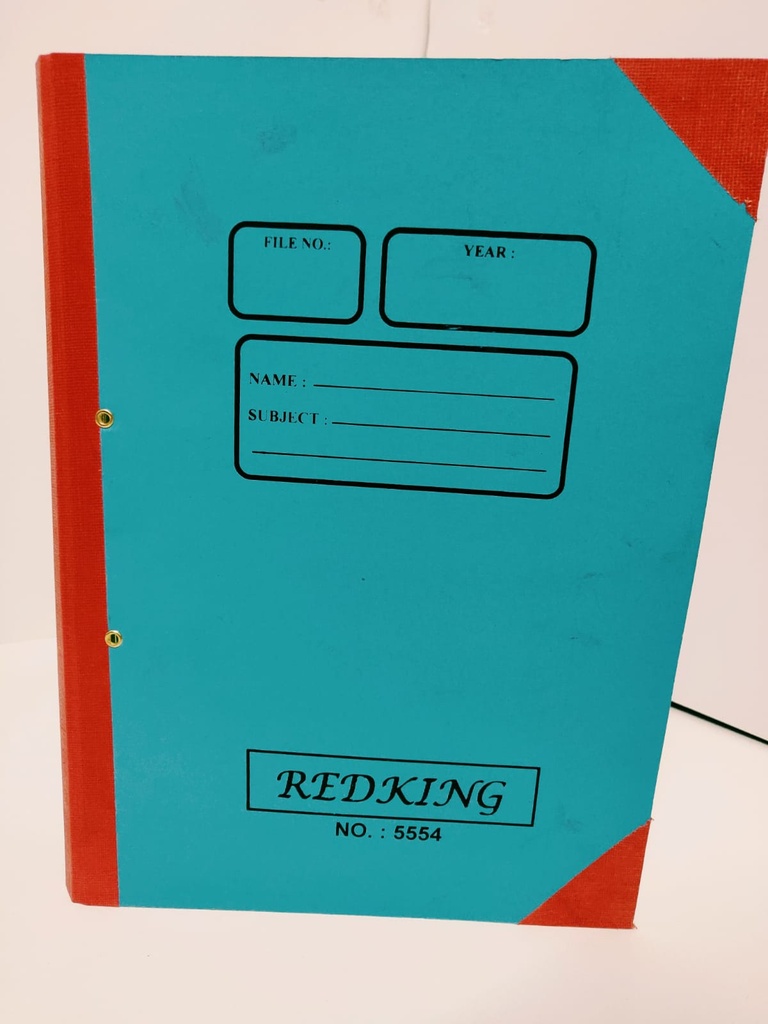 FILE NO.:
YEAR :
NAME :
SUBJECT :
REDKING
NO. : 5554